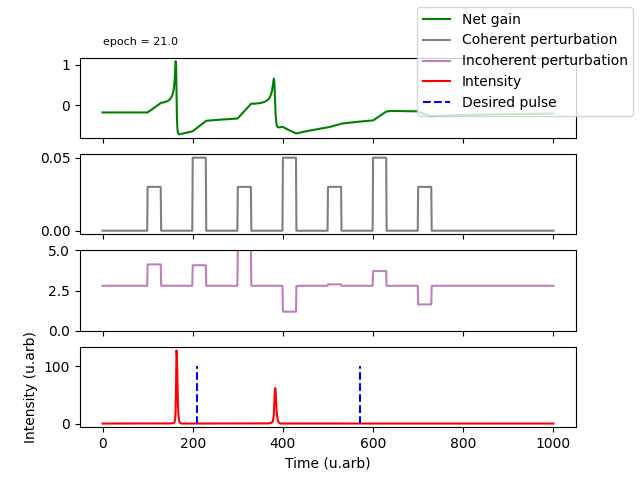 epoch = 21.0
Net gain
Coherent perturbation
Incoherent perturbation
Intensity
Desired pulse
1
0
0.05
0.00
5.0
2.5
0.0
Intensity (u.arb)
100
0
0 200 400 600 800 1000
Time (u.arb)